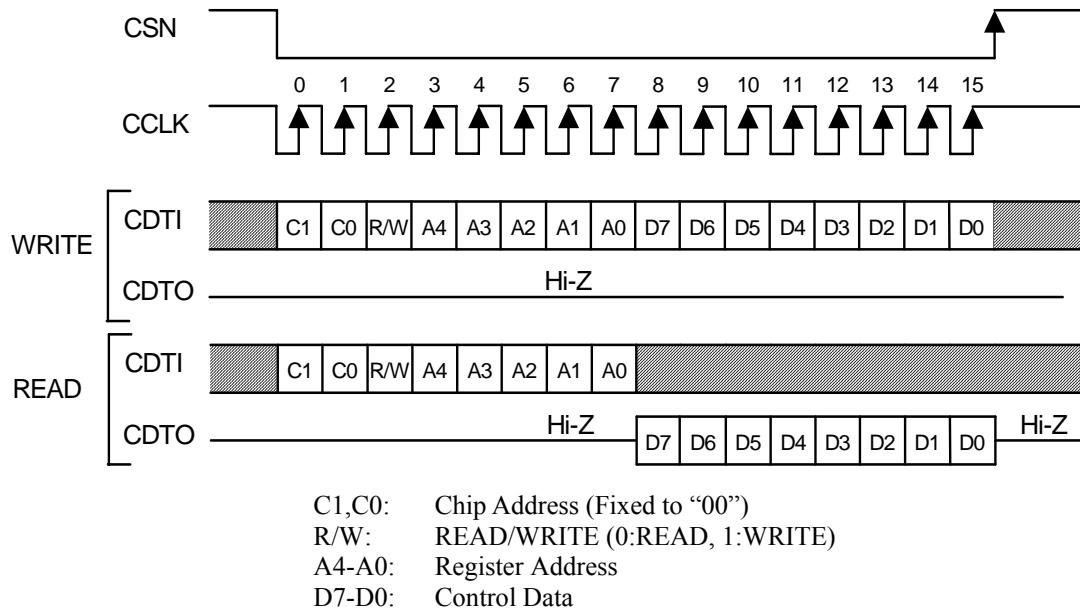 CSN
0 1 2 3 4 5 6 7 8 9 10 11 12 13 14 15
CCLK
WRITE
CDTI
C1 C0 R/W A4 A3 A2 A1 A0 D7 D6 D5 D4 D3 D2 D1 D0
CDTO
Hi-Z
READ
CDTI
C1 C0 R/W A4 A3 A2 A1 A0
CDTO
Hi-Z
D7 D6 D5 D4 D3 D2 D1 D0
Hi-Z
C1,C0: Chip Address (Fixed to “00”)
R/W: READ/WRITE (0:READ, 1:WRITE)
A4-A0: Register Address
D7-D0: Control Data